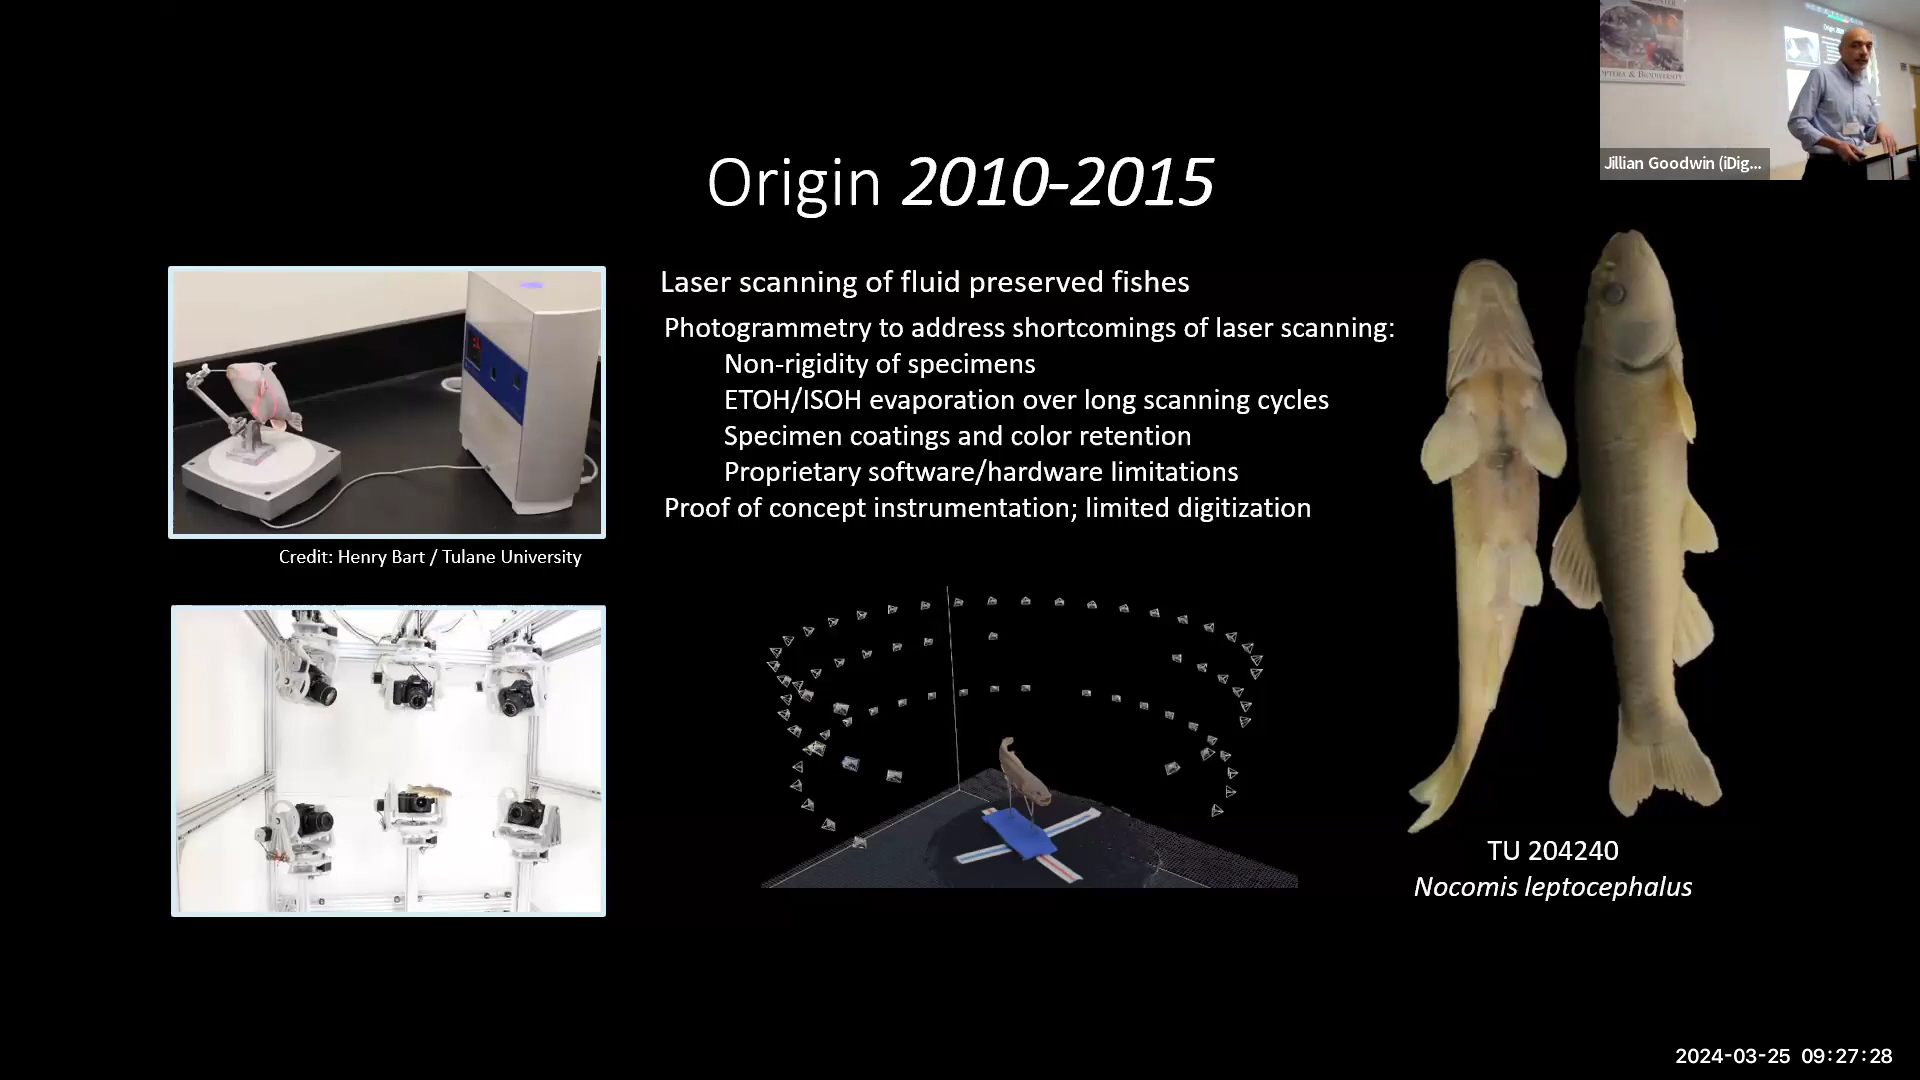 Origin 2010-2015
Laser scanning of fluid preserved fishes
Photogrammetry to address shortcomings of laser scanning:
Non-rigidity of specimens
ETOH/ISOH evaporation over long scanning cycles
Specimen coatings and color retention
Proprietary software/hardware limitations
Proof of concept instrumentation; limited digitization
Credit: Henry Bart / Tulane University
TU 204240
Nocomis leptocephalus
& BIODIVERSITY
Jillian Goodwin (iDig...
2024-03-25 09:27:28